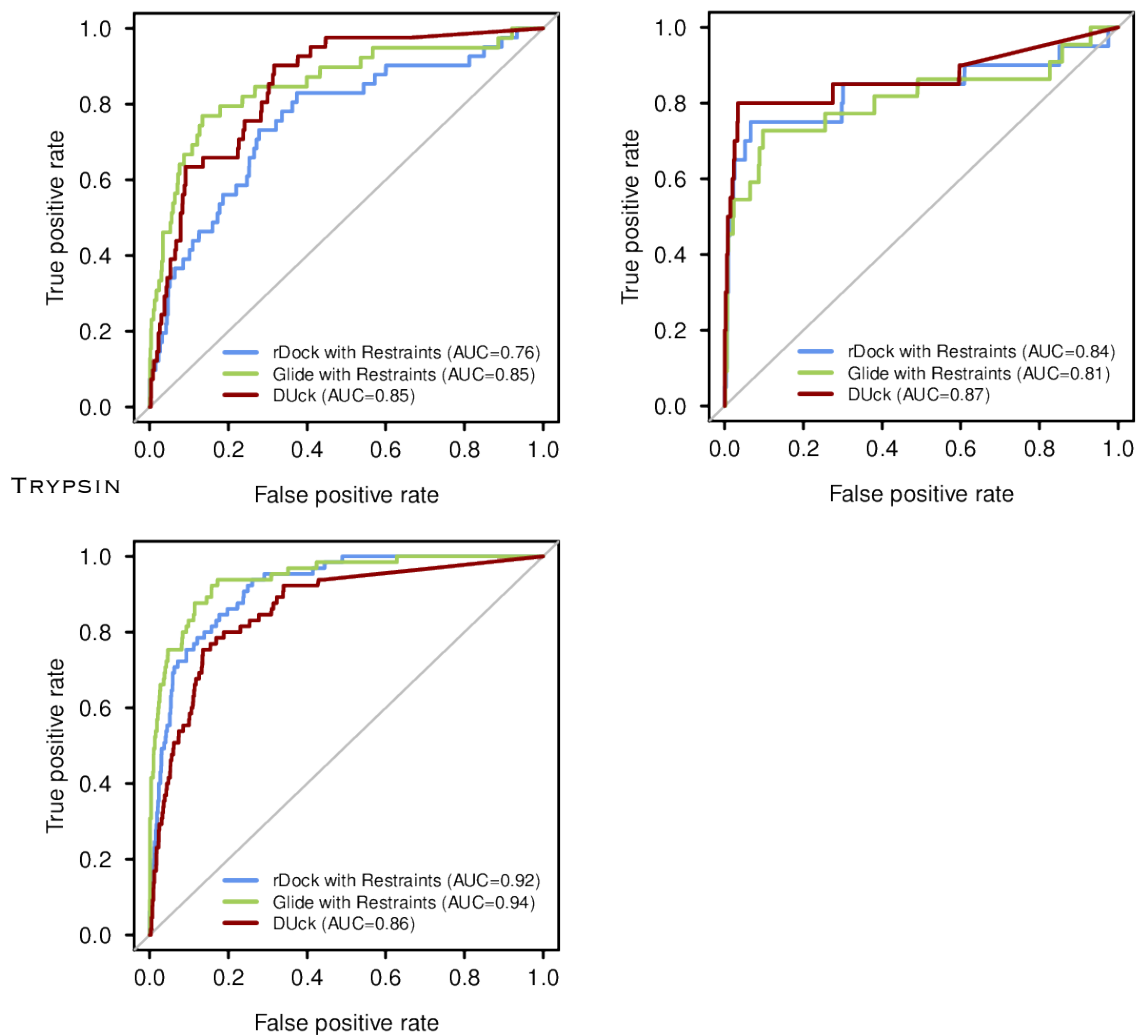 1.0
0.8
0.6
0.4
0.2
0.0
True positive rate
rDock with Restraints (AUC=0.76)
Glide with Restraints (AUC=0.85)
DUck (AUC=0.85)
0.0 0.2 0.4 0.6 0.8 1.0
False positive rate
1.0
0.8
0.6
0.4
0.2
0.0
True positive rate
rDock with Restraints (AUC=0.84)
Glide with Restraints (AUC=0.81)
DUck (AUC=0.87)
0.0 0.2 0.4 0.6 0.8 1.0
False positive rate
TRYPSIN
1.0
0.8
0.6
0.4
0.2
0.0
True positive rate
rDock with Restraints (AUC=0.92)
Glide with Restraints (AUC=0.94)
DUck (AUC=0.86)
0.0 0.2 0.4 0.6 0.8 1.0
False positive rate